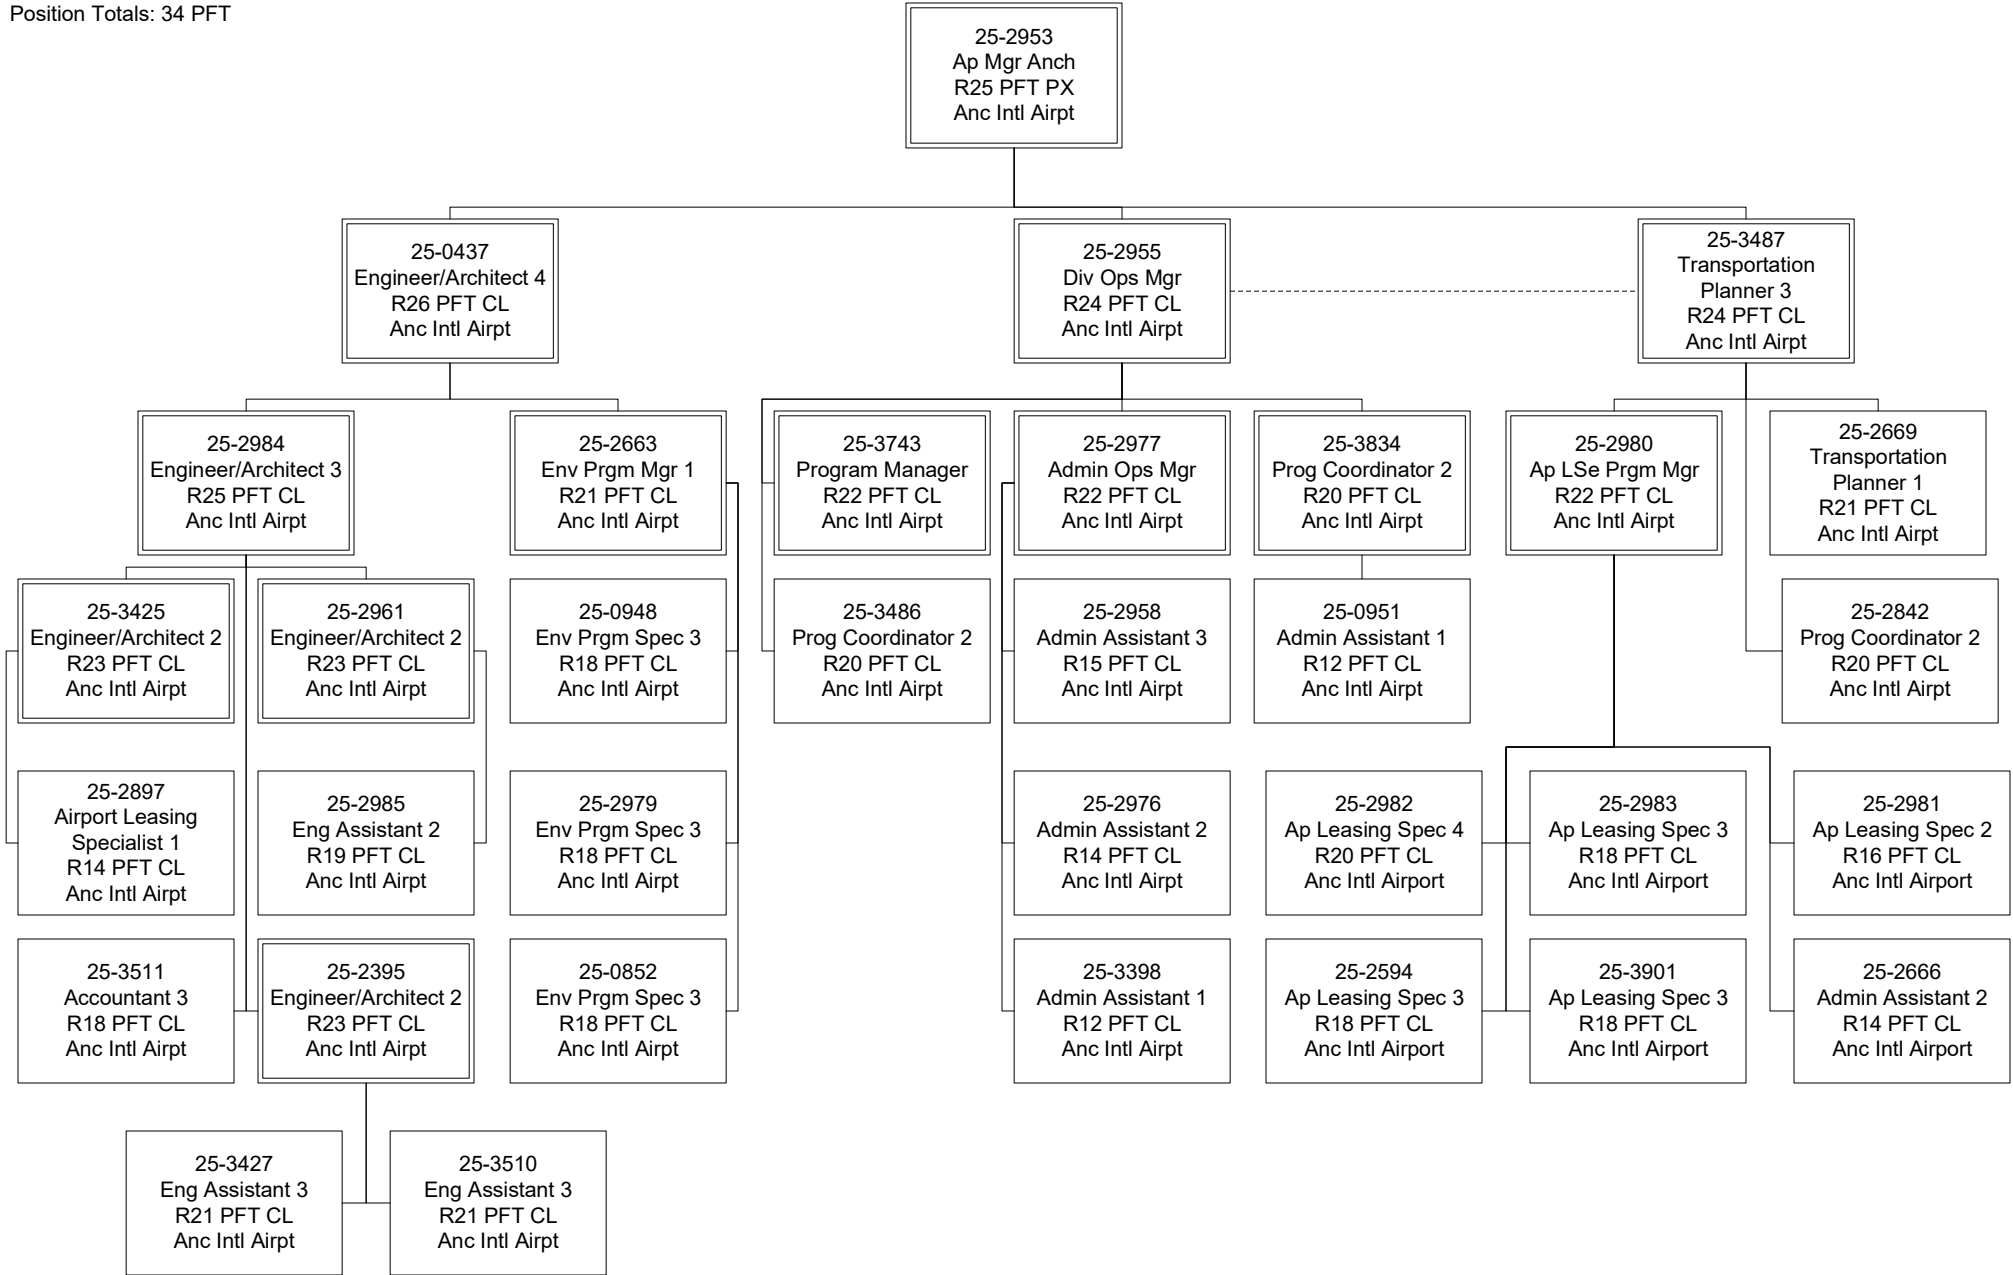 Position Totals: 34 PFT
25-2953
Ap Mgr Anch
R25 PFT PX
Anc Intl Airpt
25-0437
Engineer/Architect 4
R26 PFT CL
Anc Intl Airpt
25-2955
Div Ops Mgr
R24 PFT CL
Anc Intl Airpt
25-3487
Transportation
Planner 3
R24 PFT CL
Anc Intl Airpt
25-2984
Engineer/Architect 3
R25 PFT CL
Anc Intl Airpt
25-2663
Env Prgm Mgr 1
R21 PFT CL
Anc Intl Airpt
25-3743
Program Manager
R22 PFT CL
Anc Intl Airpt
25-2977
Admin Ops Mgr
R22 PFT CL
Anc Intl Airpt
25-3834
Prog Coordinator 2
R20 PFT CL
Anc Intl Airpt
25-2980
Ap LSe Prgm Mgr
R22 PFT CL
Anc Intl Airpt
25-2669
Transportation
Planner 1
R21 PFT CL
Anc Intl Airpt
25-3425
Engineer/Architect 2
R23 PFT CL
Anc Intl Airpt
25-2961
Engineer/Architect 2
R23 PFT CL
Anc Intl Airpt
25-0948
Env Prgm Spec 3
R18 PFT CL
Anc Intl Airpt
25-3486
Prog Coordinator 2
R20 PFT CL
Anc Intl Airpt
25-2958
Admin Assistant 3
R15 PFT CL
Anc Intl Airpt
25-0951
Admin Assistant 1
R12 PFT CL
Anc Intl Airpt
25-2842
Prog Coordinator 2
R20 PFT CL
Anc Intl Airpt
25-2897
Airport Leasing
Specialist 1
R14 PFT CL
Anc Intl Airpt
25-2985
Eng Assistant 2
R19 PFT CL
Anc Intl Airpt
25-2979
Env Prgm Spec 3
R18 PFT CL
Anc Intl Airpt
25-2976
Admin Assistant 2
R14 PFT CL
Anc Intl Airpt
25-2982
Ap Leasing Spec 4
R20 PFT CL
Anc Intl Airport
25-2983
Ap Leasing Spec 3
R18 PFT CL
Anc Intl Airport
25-2981
Ap Leasing Spec 2
R16 PFT CL
Anc Intl Airport
25-3511
Accountant 3
R18 PFT CL
Anc Intl Airpt
25-2395
Engineer/Architect 2
R23 PFT CL
Anc Intl Airpt
25-0852
Env Prgm Spec 3
R18 PFT CL
Anc Intl Airpt
25-3398
Admin Assistant 1
R12 PFT CL
Anc Intl Airpt
25-2594
Ap Leasing Spec 3
R18 PFT CL
Anc Intl Airport
25-3901
Ap Leasing Spec 3
R18 PFT CL
Anc Intl Airport
25-2666
Admin Assistant 2
R14 PFT CL
Anc Intl Airport
25-3427
Eng Assistant 3
R21 PFT CL
Anc Intl Airpt
25-3510
Eng Assistant 3
R21 PFT CL
Anc Intl Airpt